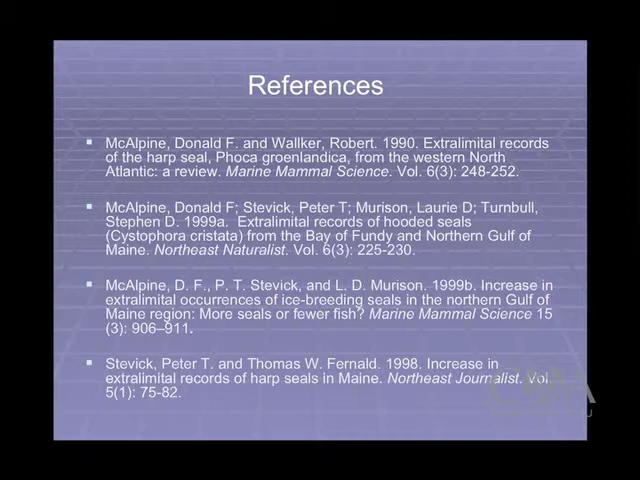 References
McAlpine, Donald F. and Wallker, Robert. 1990. Extralimital records
of the harp seal, Phoca groenlandica, from the western North
Atlantic: a review. Marine Mammal Science. Vol. 6(3): 248-252.
McAlpine, Donald F; Stevick, Peter T; Murison, Laurie D; Turnbull,
Stephen D. 1999a. Extralimital records of hooded seals
(Cystophora cristata) from the Bay of Fundy and Northern Gulf of
Maine. Northeast Naturalist. Vol. 6(3): 225-230.
McAlpine, D. F., P. T. Stevick, and L. D. Murison. 1999b. Increase in
extralimital occurrences of ice-breeding seals in the northern Gulf of
Maine region: More seals or fewer fish? Marine Mammal Science 15
(3): 906–911.
Stevick, Peter T. and Thomas W. Fernald. 1998. Increase in
extralimital records of harp seals in Maine. Northeast Journalist. Vol.
5(1): 75-82.